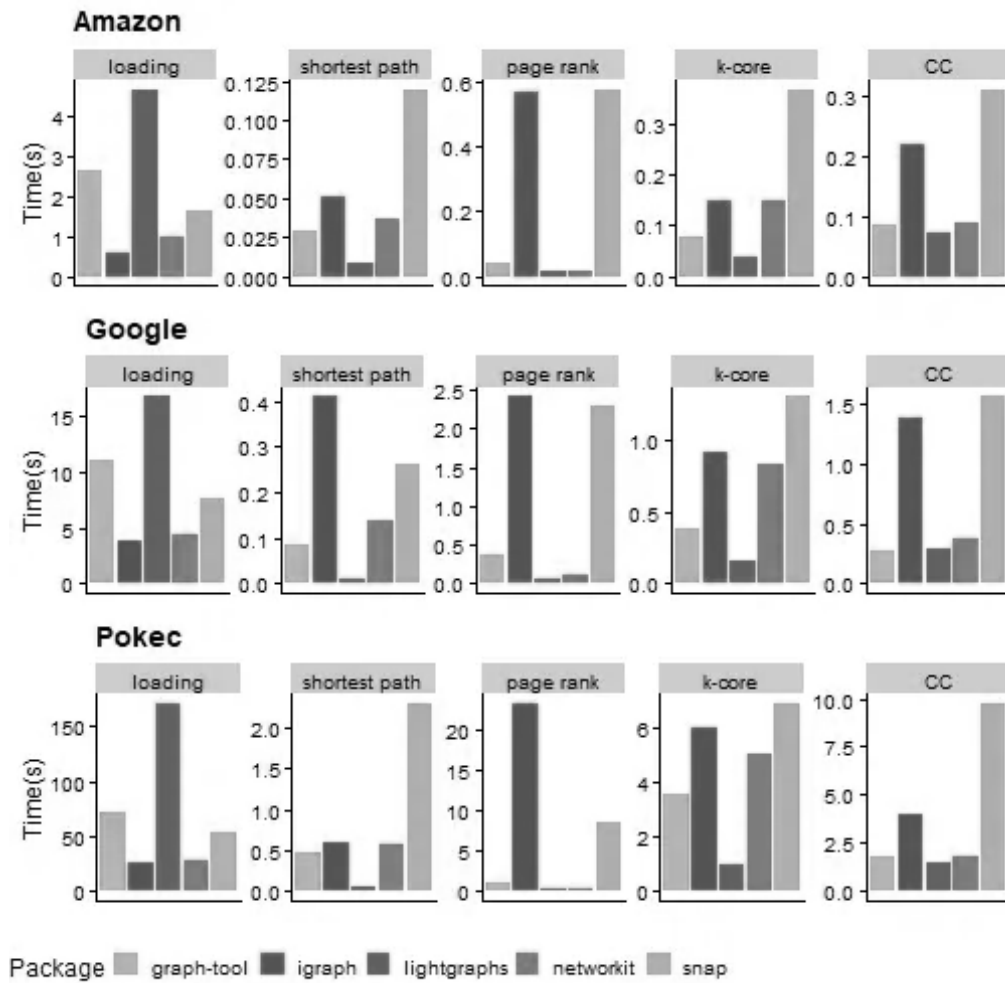 Amazon
loading shortest path page rank k-core CC
Time(s)
4 3 2 1 0
0.125 0.100 0.075 0.050 0.025 0.000
0.6 0.4 0.2 0.0
0.3 0.2 0.1 0.0
0.3 0.2 0.1 0.0
Google
loading shortest path page rank k-core CC
Time(s)
15 10 5 0
0.4 0.3 0.2 0.1 0.0
2.5 2.0 1.5 1.0 0.5 0.0
1.0 0.5 0.0
1.5 1.0 0.5 0.0
Pokec
loading shortest path page rank k-core CC
Time(s)
150 100 50 0
2.0 1.5 1.0 0.5 0.0
20 15 10 5 0
6 4 2 0
10.0 7.5 5.0 2.5 0.0
Package graph-tool igraph lightgraphs networkit snap